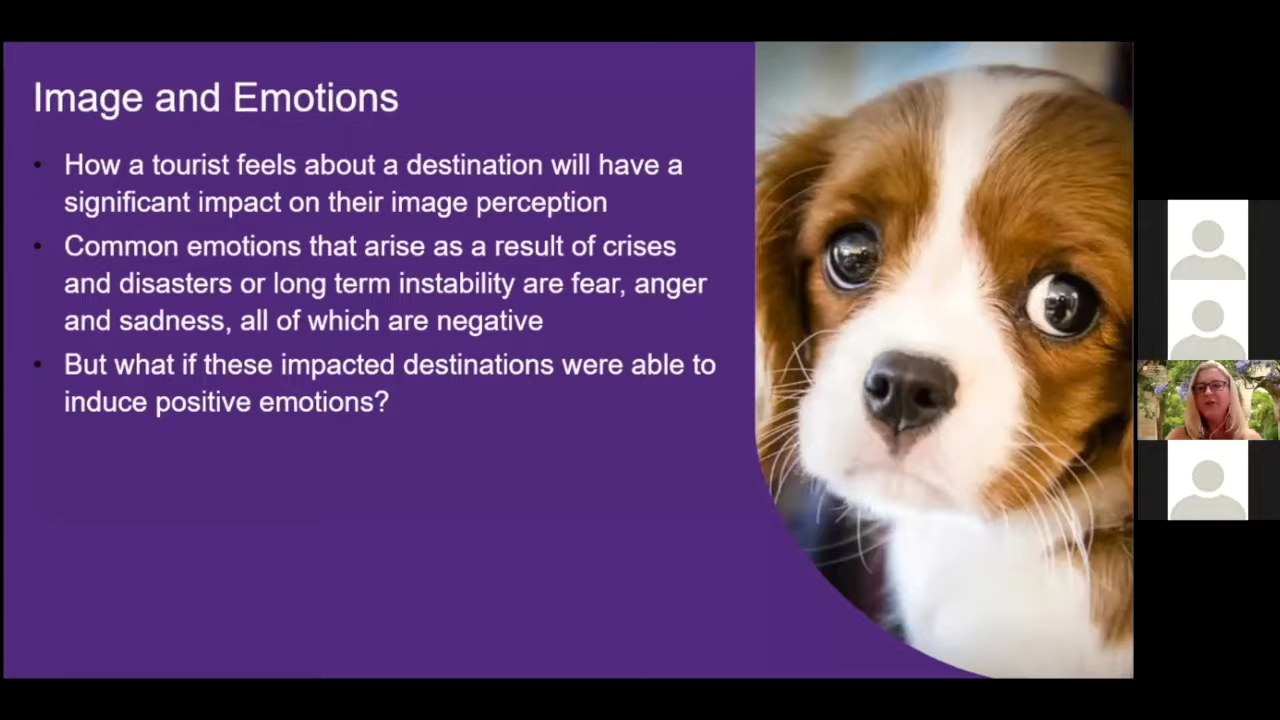 Image and Emotions
• How a tourist feels about a destination will have a
significant impact on their image perception
• Common emotions that arise as a result of crises
and disasters or long term instability are fear, anger
and sadness, all of which are negative
• But what if these impacted destinations were able to
induce positive emotions?